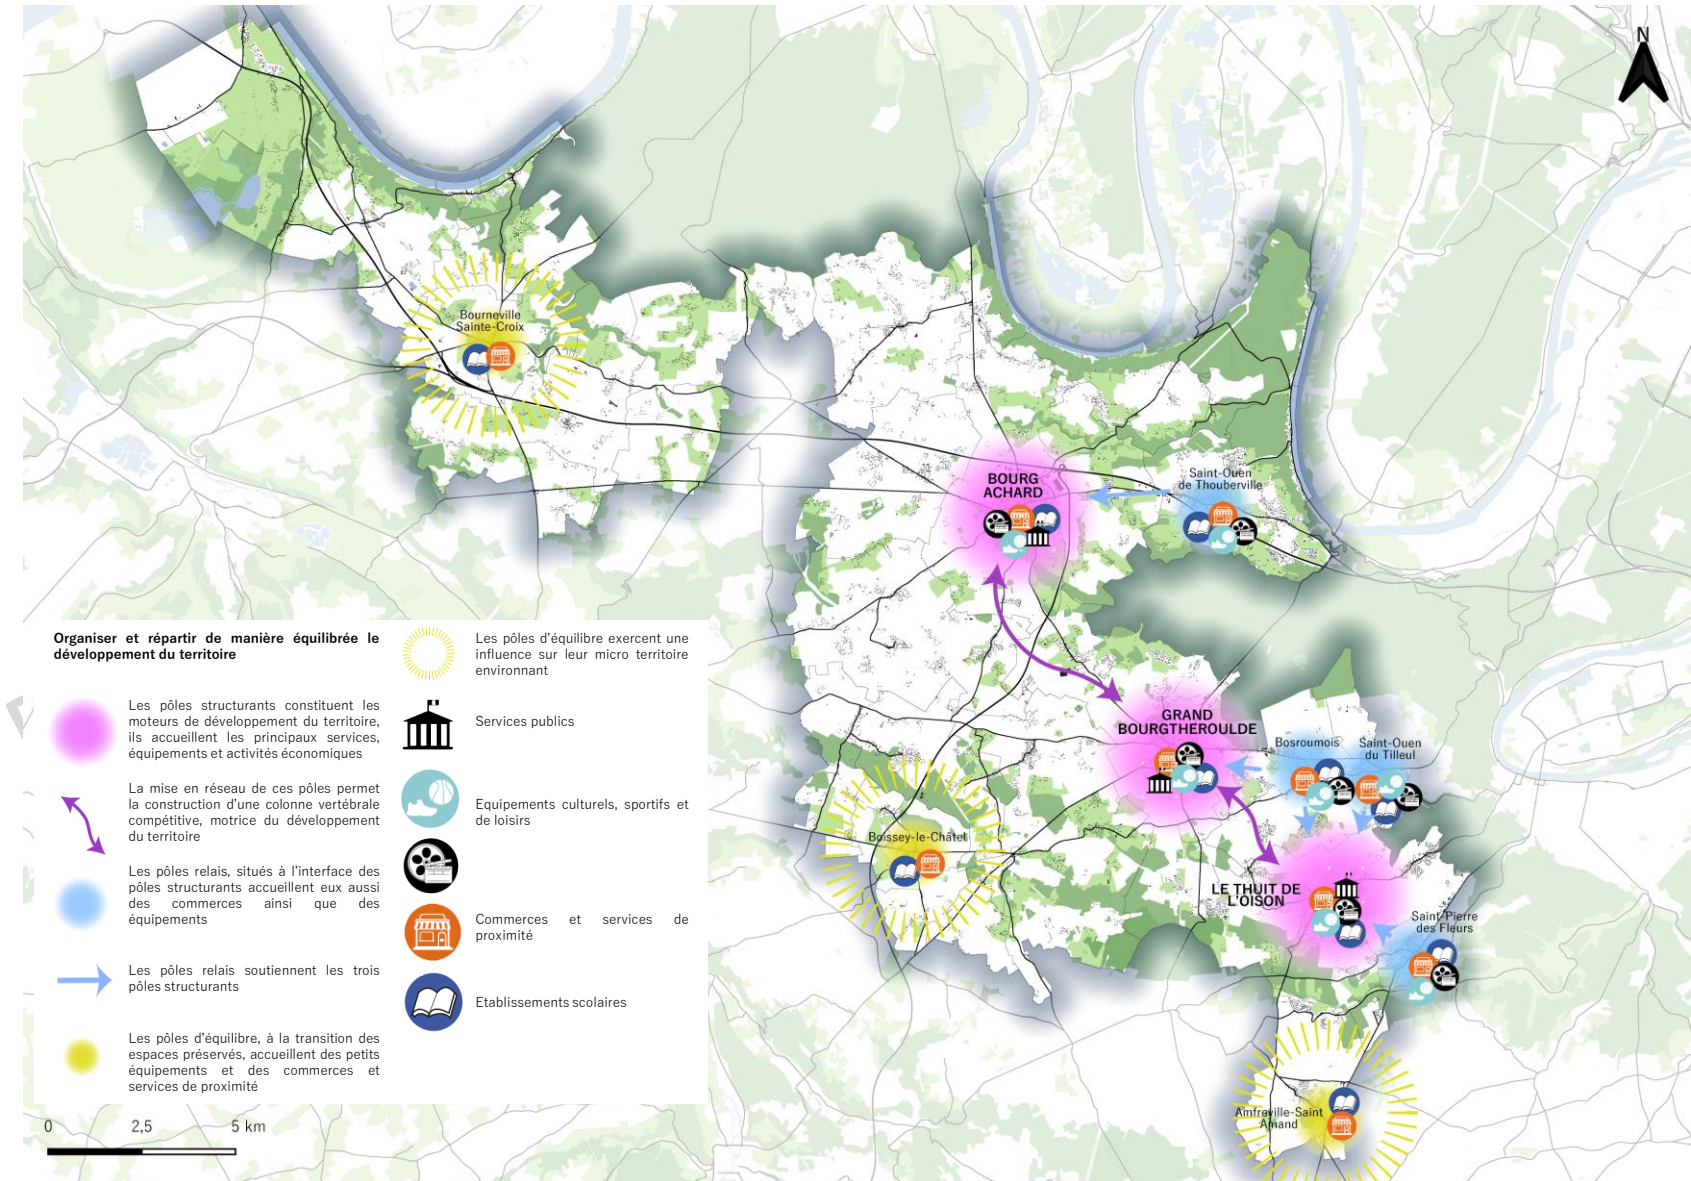 N
Bourneville
Sainte-Croix
BOURG
ACHARD
Saint-Ouen
de Thouberville
GRAND
BOURGTHEROULDE
Bosroumois
Saint-Ouen
du Tilleul
Boissey-le-Châtel
LE THUIT DE
L'OISON
Saint-Pierre
des Fleurs
Amfreville-Saint
Amand
Organiser et répartir de manière équilibrée le
développement du territoire
Les pôles structurants constituent les
moteurs de développement du territoire,
ils accueillent les principaux services,
équipements et activités économiques
La mise en réseau de ces pôles permet
la construction d'une colonne vertébrale
compétitive, motrice du développement
du territoire
Les pôles relais, situés à l'interface des
pôles structurants accueillent eux aussi
des commerces ainsi que des
équipements
Les pôles relais soutiennent les trois
pôles structurants
Les pôles d'équilibre, à la transition des
espaces préservés, accueillent des petits
équipements et des commerces et
services de proximité
Les pôles d'équilibre exercent une
influence sur leur micro territoire
environnant
Services publics
Equipements culturels, sportifs et
de loisirs
Commerces et services de
proximité
Etablissements scolaires
0 2,5 5 km